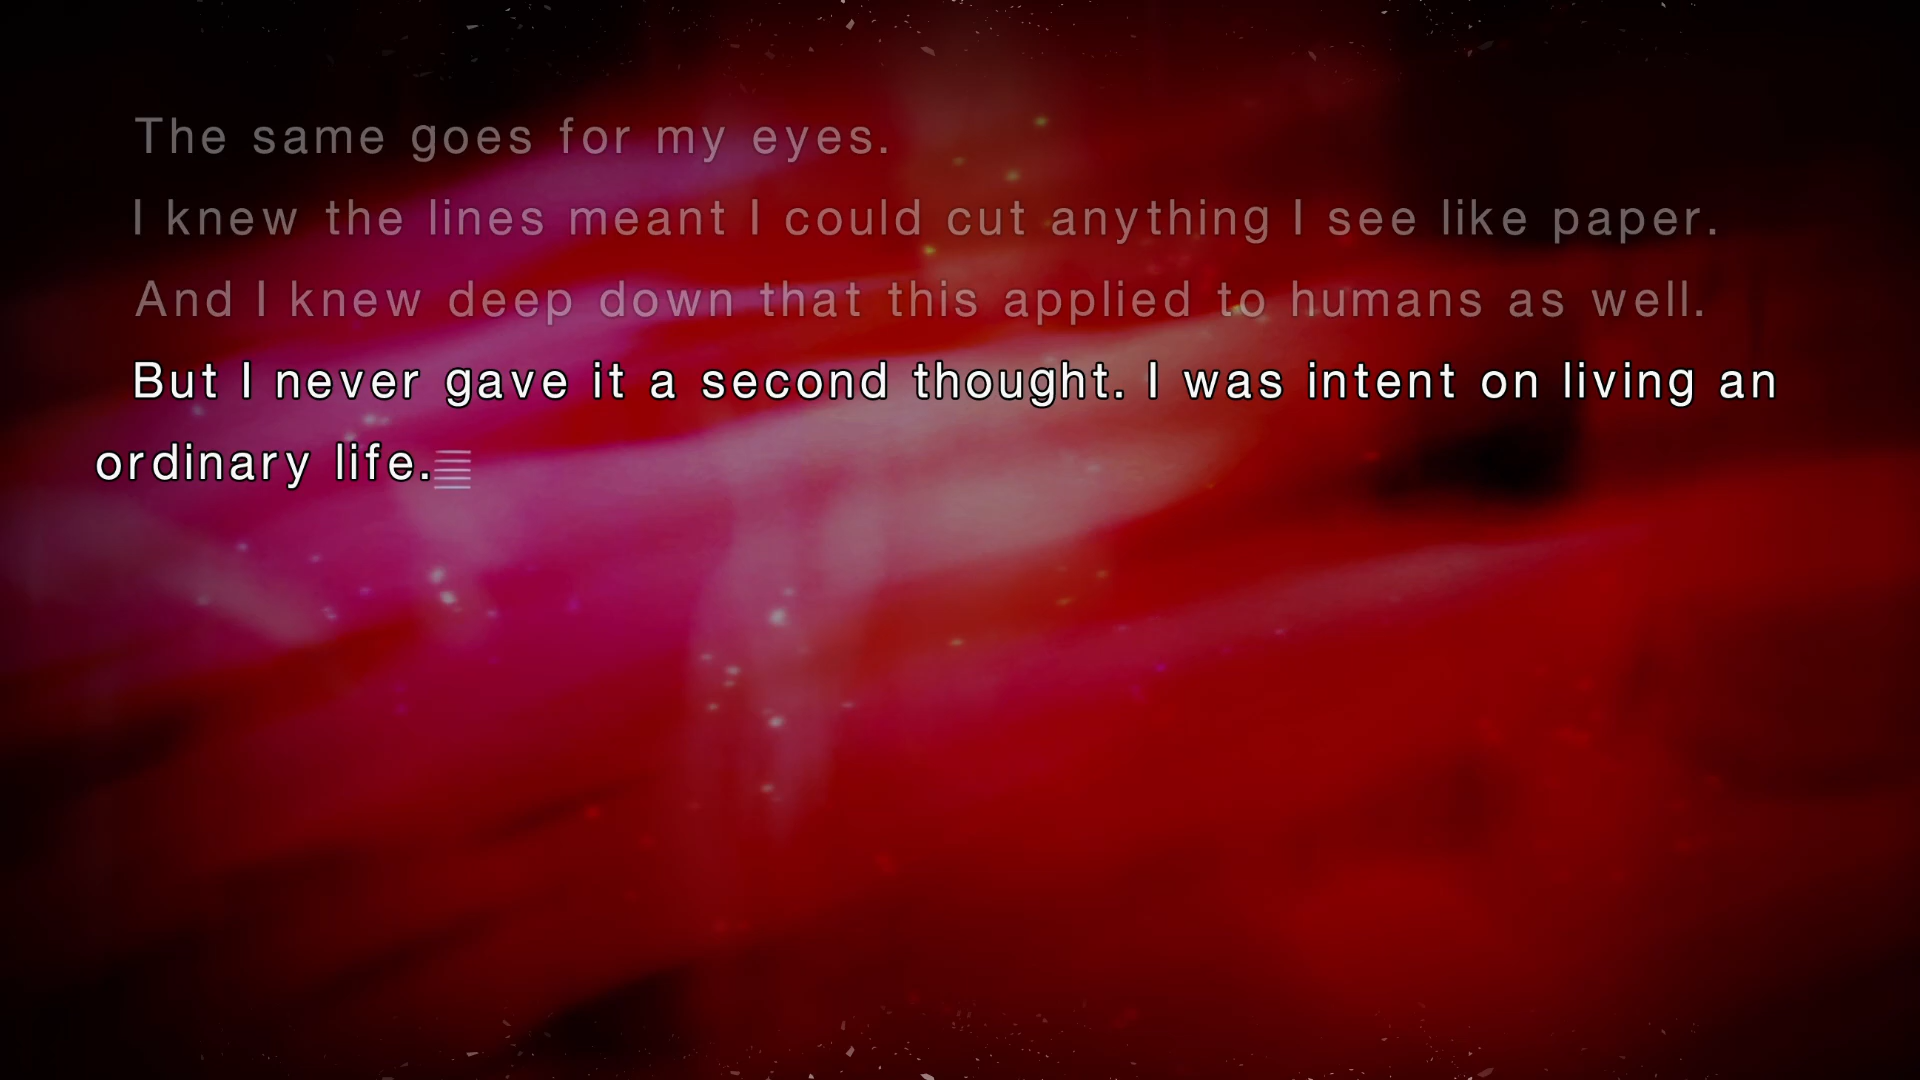 The same goes for my eyes.
I knew the lines meant I could cut anything I see like paper.
And I knew deep down that this applied to humans as well.
But I never gave it a second thought. I was intent on living an
ordinary life.